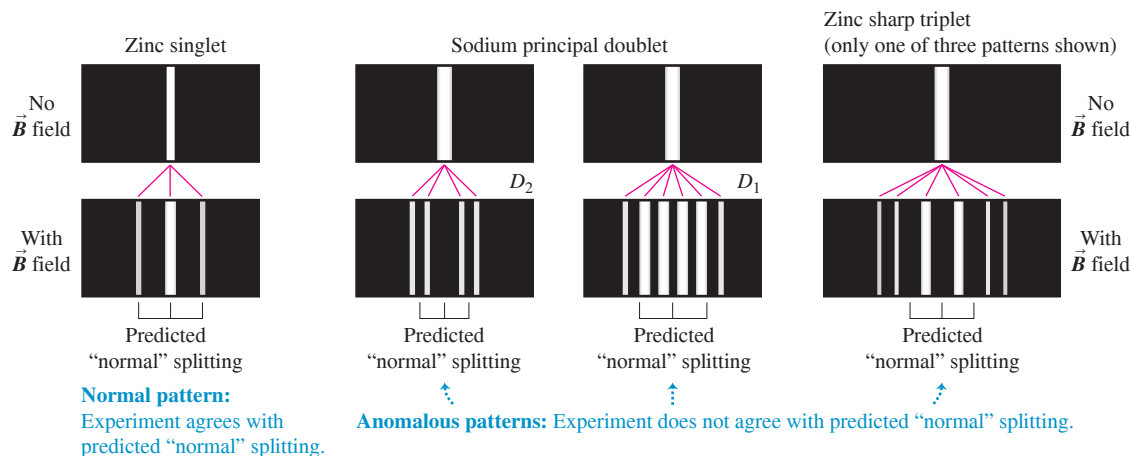 Zinc singlet
Sodium principal doublet
Zinc sharp triplet
(only one of three patterns shown)
No
B⃗ field
No
B⃗ field
D₂
D₁
With
B⃗ field
With
B⃗ field
Predicted
“normal” splitting
Predicted
“normal” splitting
Predicted
“normal” splitting
Predicted
“normal” splitting
Normal pattern:
Experiment agrees with
predicted “normal” splitting.
Anomalous patterns: Experiment does not agree with predicted “normal” splitting.